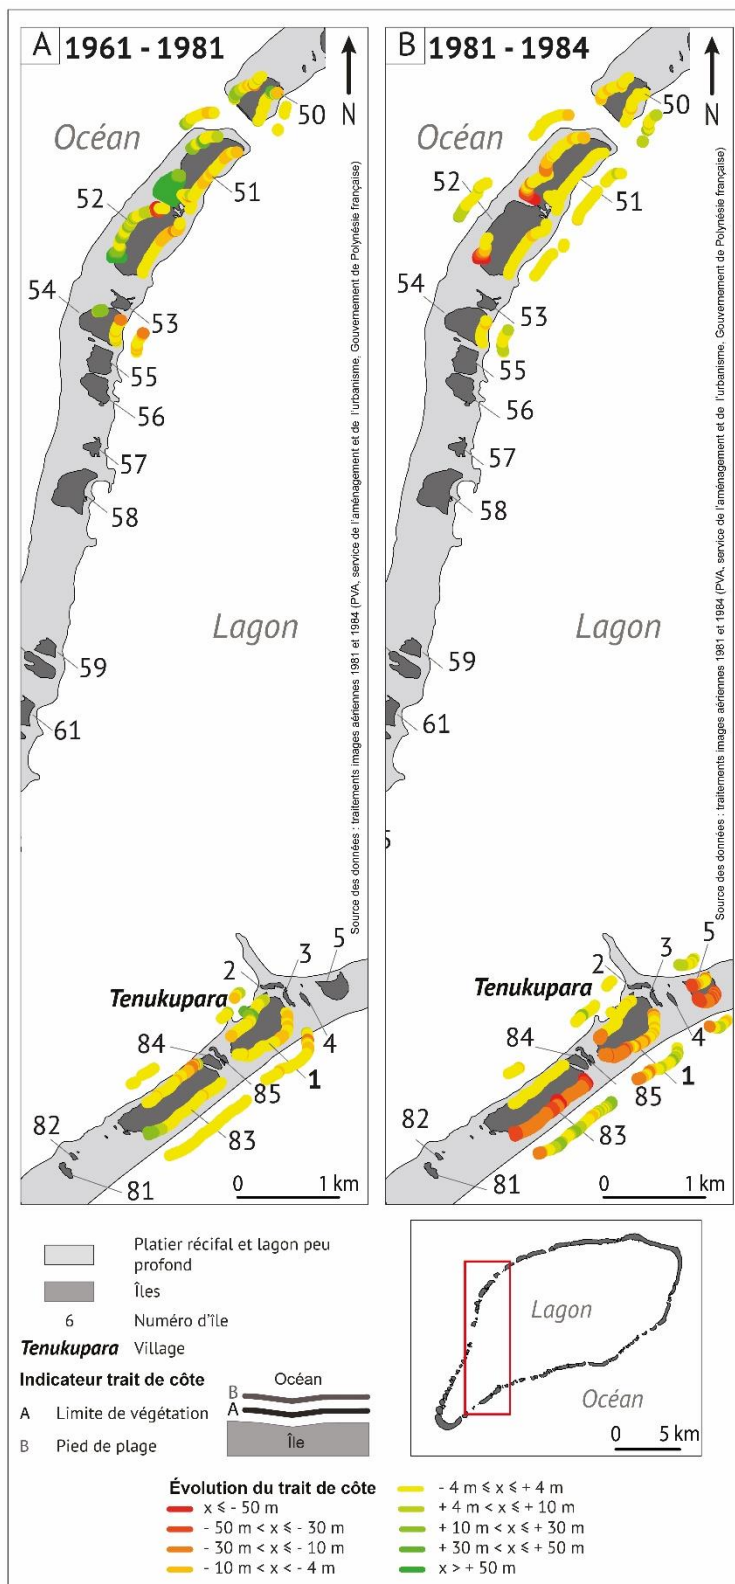 A 1961 - 1981
N
Océan
50
51
52
54
53
55
56
57
58
Lagon
59
61
Tenukupara
2
3
5
4
84
85
1
83
82
81
0 1 km
Source des données : traitements images aériennes 1981 et 1984 (PVA, service de l'aménagement et de l'urbanisme, Gouvernement de Polynésie française)
B 1981 - 1984
N
Océan
50
51
52
54
53
55
56
57
58
Lagon
59
61
Tenukupara
2
3
5
4
84
85
1
83
82
81
0 1 km
Source des données : traitements images aériennes 1981 et 1984 (PVA, service de l'aménagement et de l'urbanisme, Gouvernement de Polynésie française)
Platier récifal et lagon peu
profond
Îles
6 Numéro d'île
Tenukupara Village
Indicateur trait de côte
A Limite de végétation
B Pied de plage
Océan
B
A
Île
Lagon
Océan
0 5 km
Évolution du trait de côte
x ⩽ - 50 m
- 50 m < x ⩽ - 30 m
- 30 m < x ⩽ - 10 m
- 10 m < x < - 4 m
- 4 m ⩽ x ⩽ + 4 m
+ 4 m < x ⩽ + 10 m
+ 10 m < x ⩽ + 30 m
+ 30 m < x ⩽ + 50 m
x > + 50 m